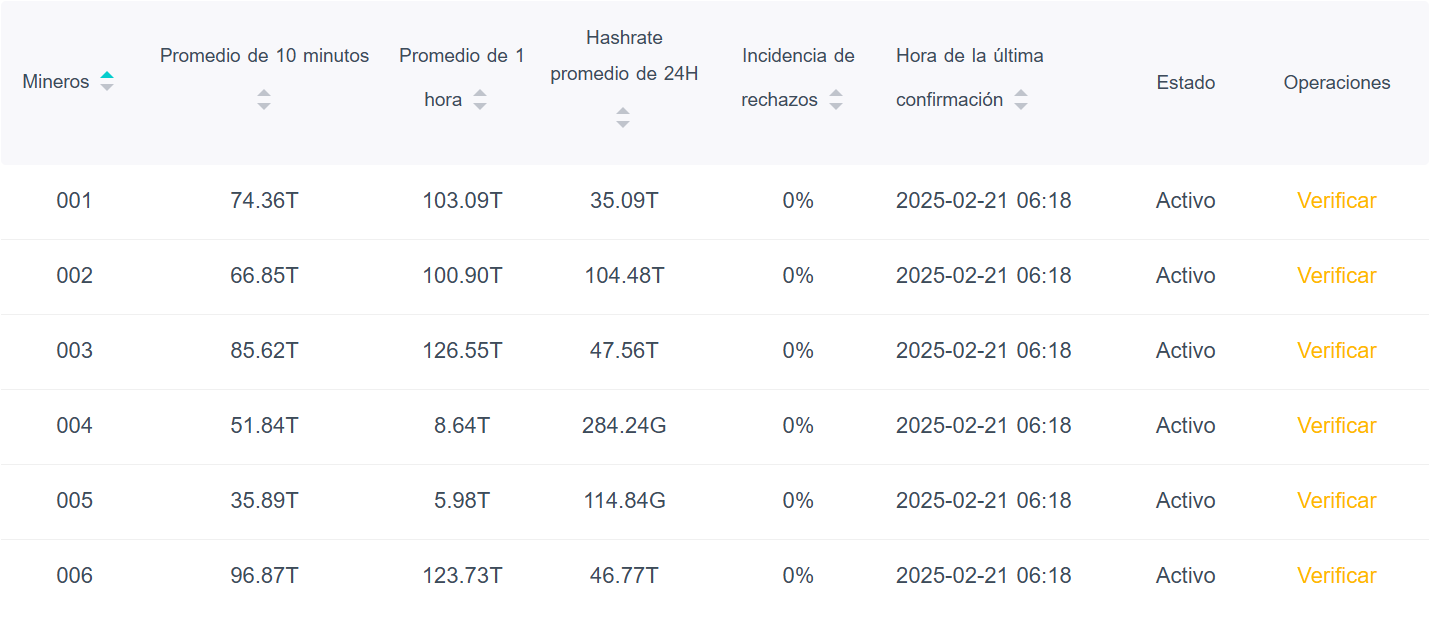 Mineros
Promedio de 10 minutos
Promedio de 1
hora
Hashrate
promedio de 24H
Incidencia de
rechazos
Hora de la última
confirmación
Estado
Operaciones
001 74.36T 103.09T 35.09T 0% 2025-02-21 06:18 Activo Verificar
002 66.85T 100.90T 104.48T 0% 2025-02-21 06:18 Activo Verificar
003 85.62T 126.55T 47.56T 0% 2025-02-21 06:18 Activo Verificar
004 51.84T 8.64T 284.24G 0% 2025-02-21 06:18 Activo Verificar
005 35.89T 5.98T 114.84G 0% 2025-02-21 06:18 Activo Verificar
006 96.87T 123.73T 46.77T 0% 2025-02-21 06:18 Activo Verificar